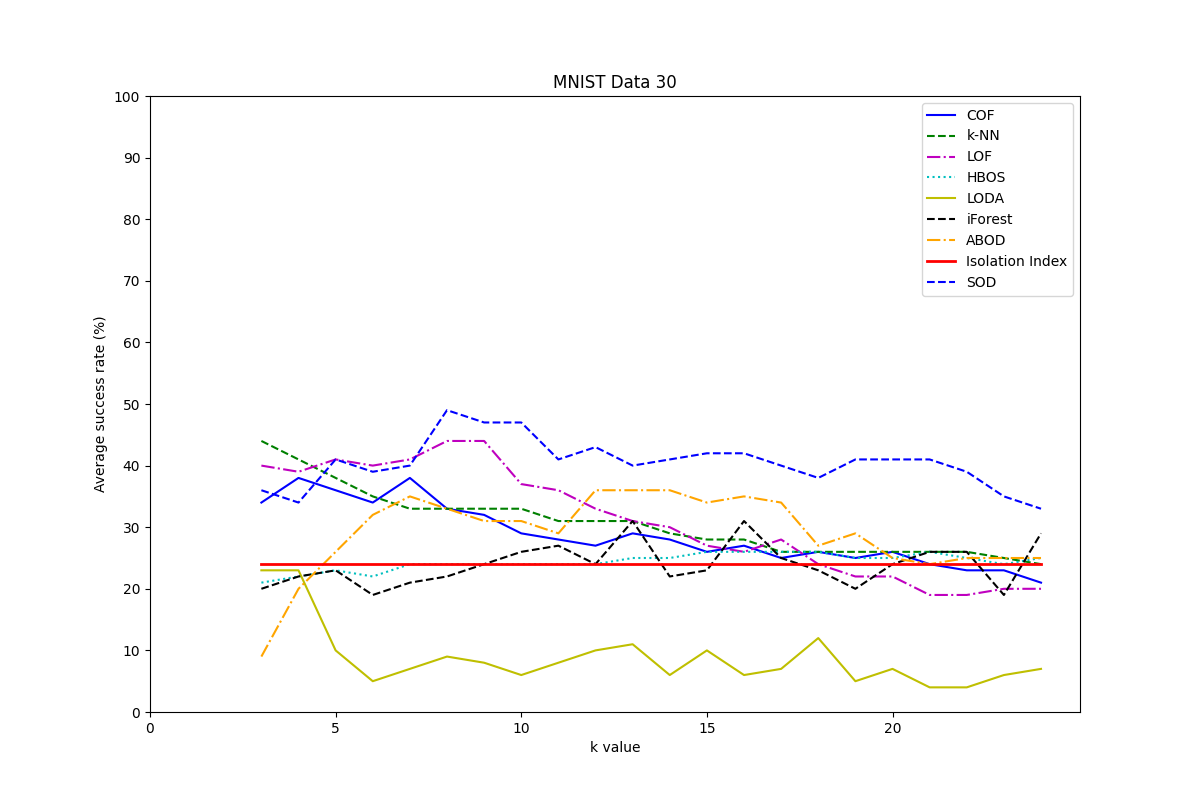 MNIST Data 30
100
90
80
70
60
50
40
30
20
10
0
Average success rate (%)
COF
k-NN
LOF
HBOS
LODA
iForest
ABOD
Isolation Index
SOD
0 5 10 15 20
k value